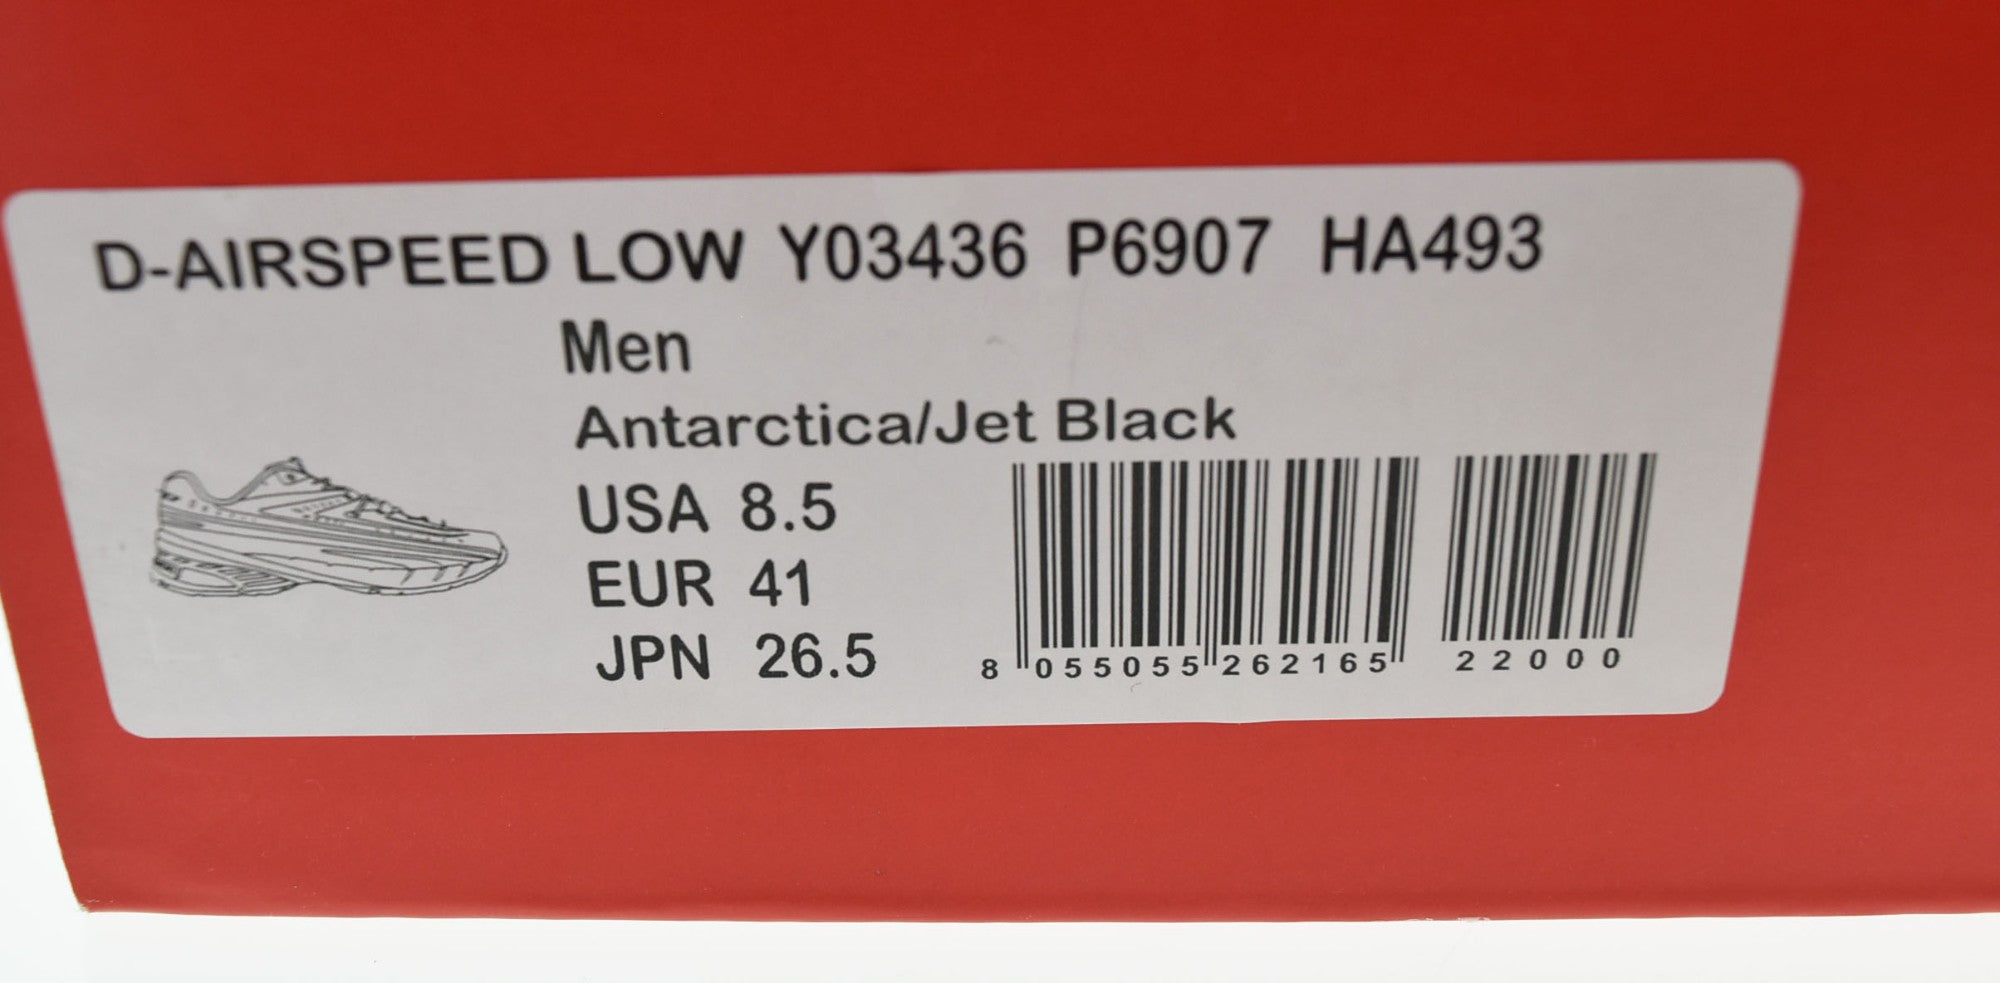 D-AIRSPEED LOW Y03436 P6907 HA493
Men
Antarctica/Jet Black
USA 8.5
EUR 41
JPN 26.5
8 055055 262165 22000